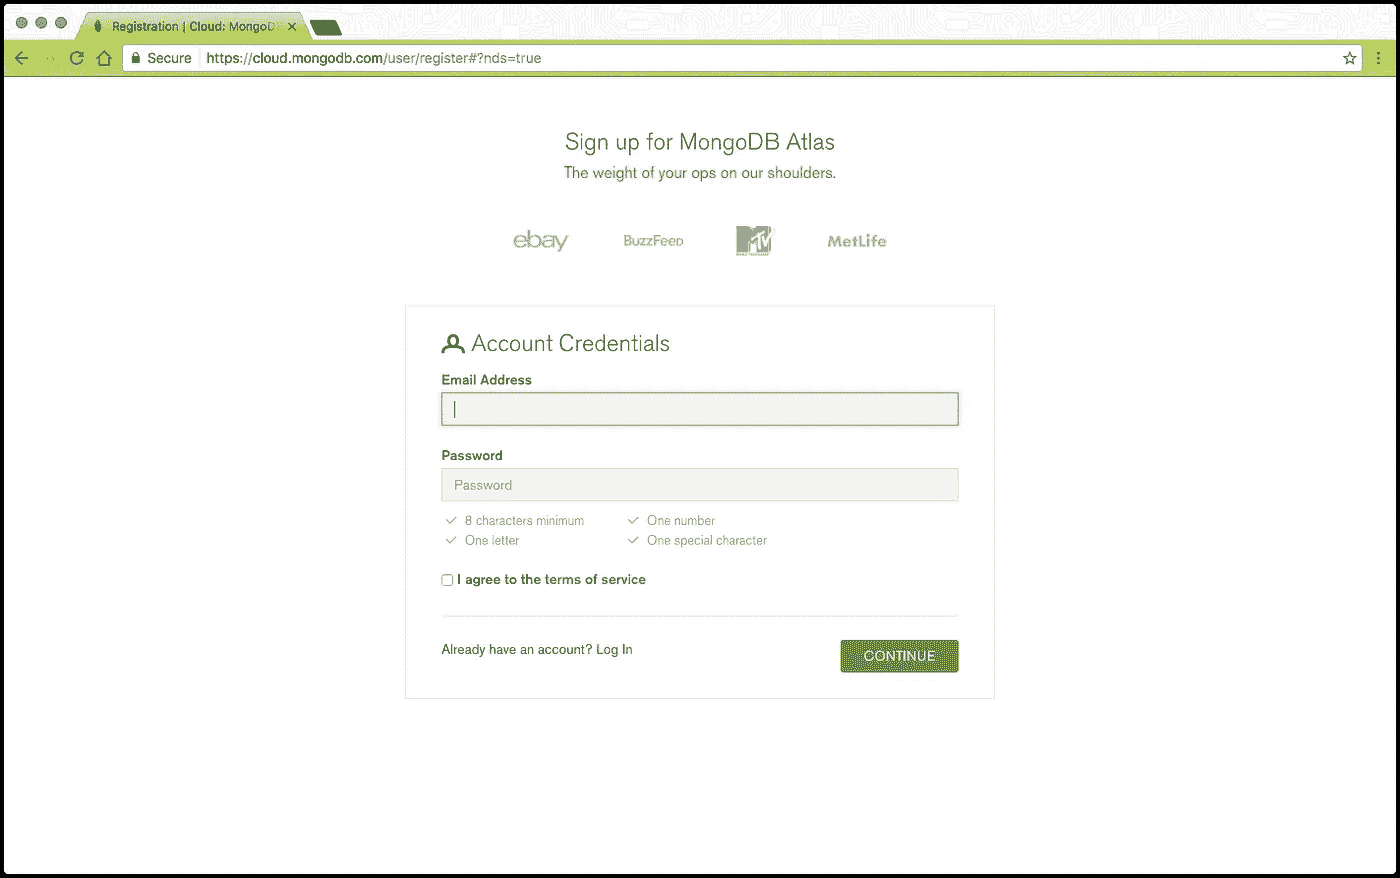 Registration | Cloud: MongoD
Secure https://cloud.mongodb.com/user/register#?nds=true
Sign up for MongoDB Atlas
The weight of your ops on our shoulders.
ebay BuzzFeeD MTV MetLife
Account Credentials
Email Address
Password
Password
8 characters minimum One number
One letter One special character
I agree to the terms of service
Already have an account? Log In CONTINUE